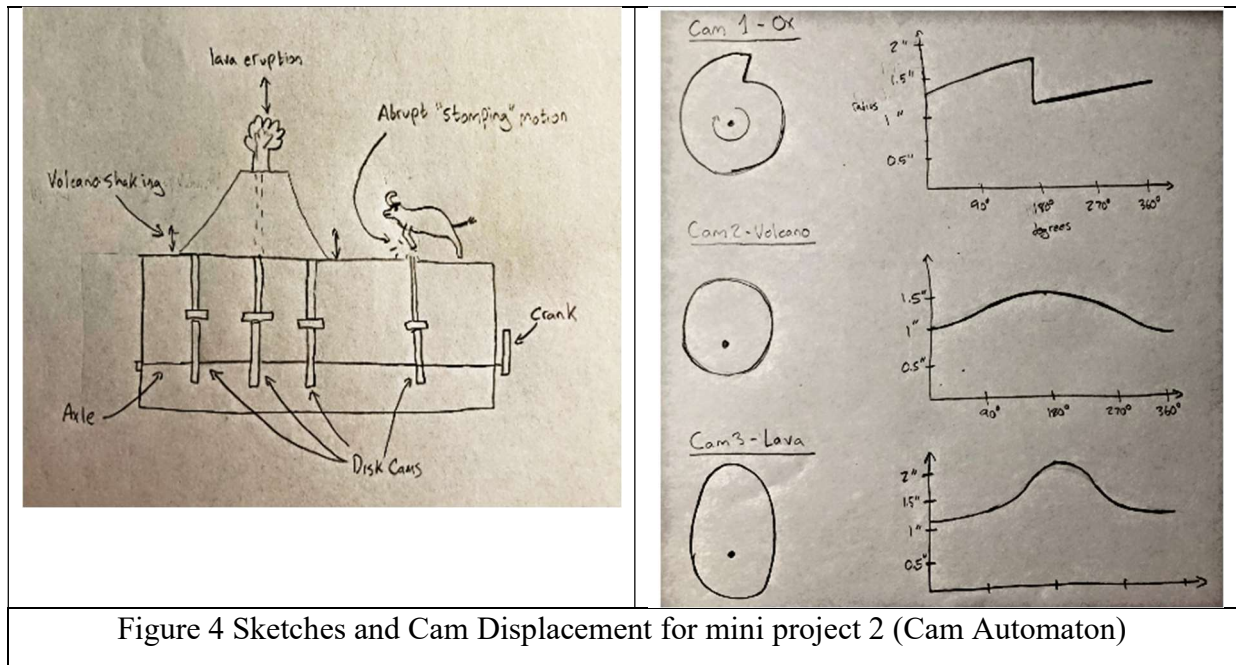 lava eruption
Abrupt "stomping" motion
Volcano shaking
Crank
Axle
Disk Cams
Cam 1 - Ox
2"
1.5"
radius
1"
0.5"
90° 180° 270° 360°
degrees
Cam 2 - Volcano
1.5"
1"
0.5"
90° 180° 270° 360°
Cam 3 - Lava
2"
1.5"
1"
0.5"
Figure 4 Sketches and Cam Displacement for mini project 2 (Cam Automaton)